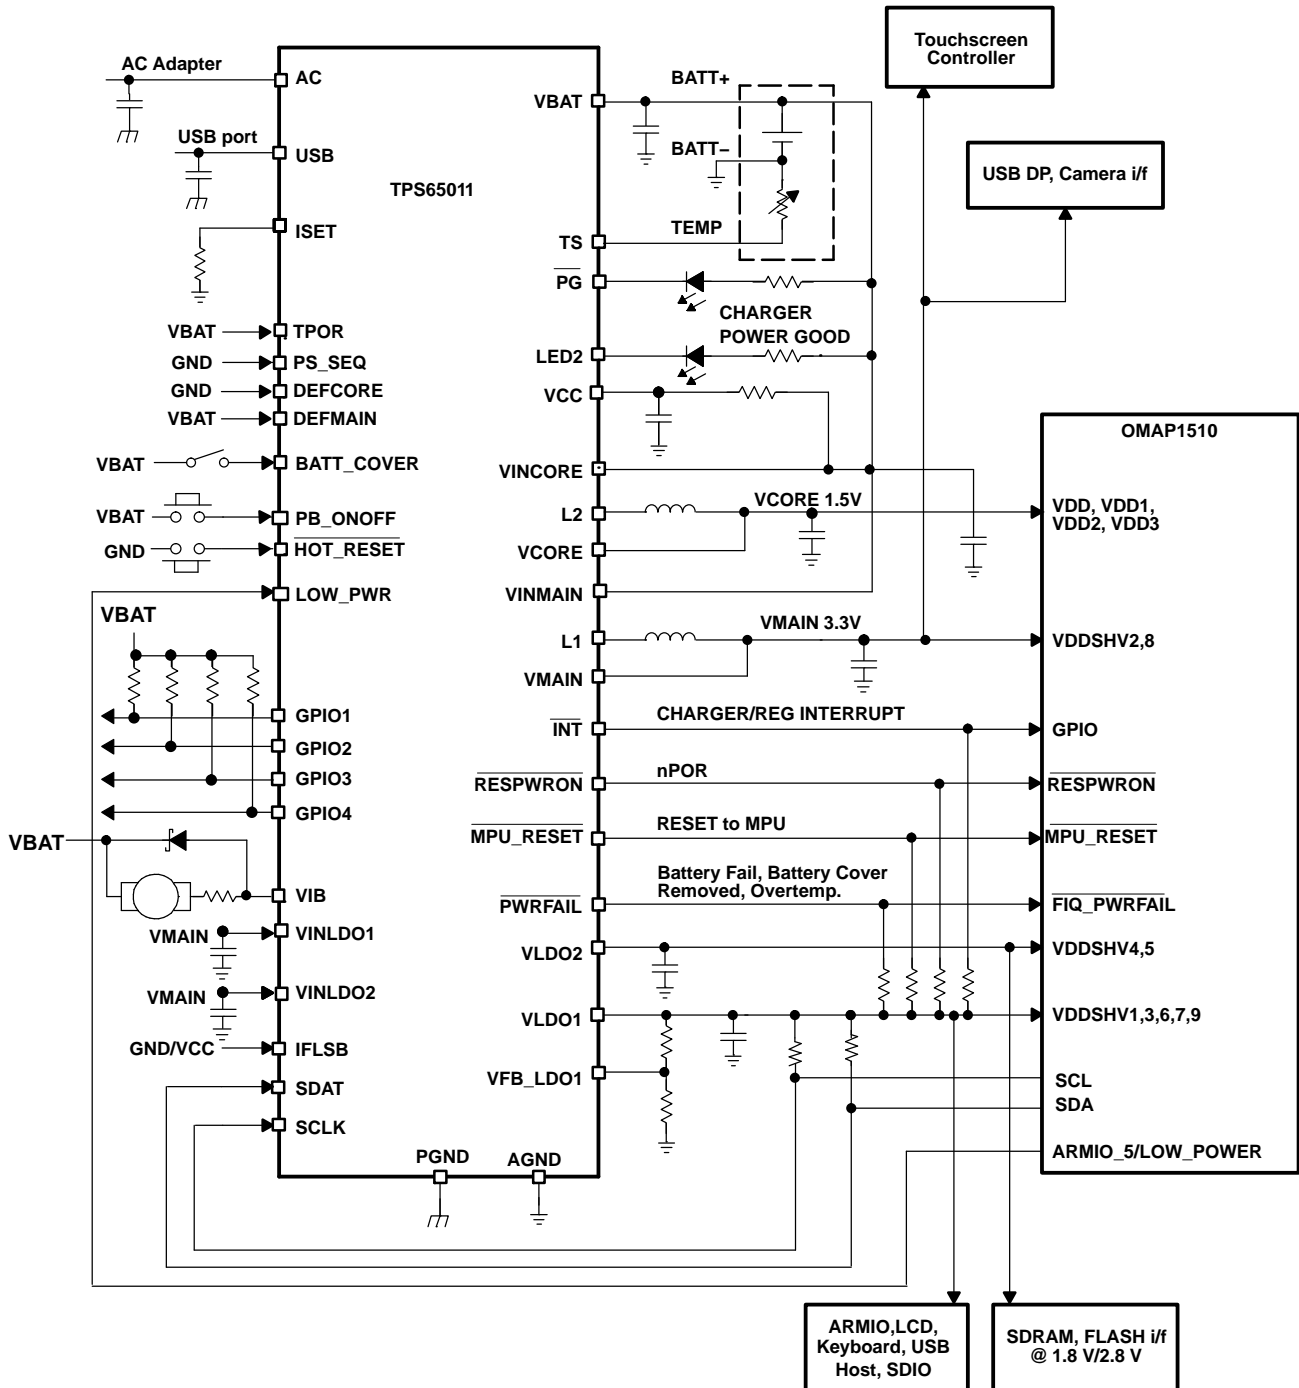 Touchscreen
Controller
AC Adapter
AC
BATT+
VBAT
USB port
USB
BATT–
USB DP, Camera i/f
TPS65011
ISET
TEMP
TS
PG
CHARGER
POWER GOOD
VBAT
TPOR
GND
PS_SEQ
LED2
GND
DEFCORE
VCC
VBAT
DEFMAIN
OMAP1510
VBAT
BATT_COVER
VINCORE
VCORE 1.5V
VDD, VDD1,
VDD2, VDD3
L2
VBAT
PB_ONOFF
GND
HOT_RESET
VCORE
LOW_PWR
VINMAIN
VBAT
VMAIN 3.3V
L1
VDDSHV2,8
VMAIN
GPIO1
CHARGER/REG INTERRUPT
INT
GPIO
GPIO2
nPOR
GPIO3
RESPWRON
RESPWRON
GPIO4
RESET to MPU
MPU_RESET
MPU_RESET
VBAT
Battery Fail, Battery Cover
Removed, Overtemp.
VIB
PWRFAIL
FIQ_PWRFAIL
VMAIN
VINLDO1
VLDO2
VDDSHV4,5
VMAIN
VINLDO2
VLDO1
VDDSHV1,3,6,7,9
GND/VCC
IFLSB
VFB_LDO1
SCL
SDAT
SDA
SCLK
PGND
AGND
ARMIO_5/LOW_POWER
ARMIO,LCD,
Keyboard, USB
Host, SDIO
SDRAM, FLASH i/f
@ 1.8 V/2.8 V